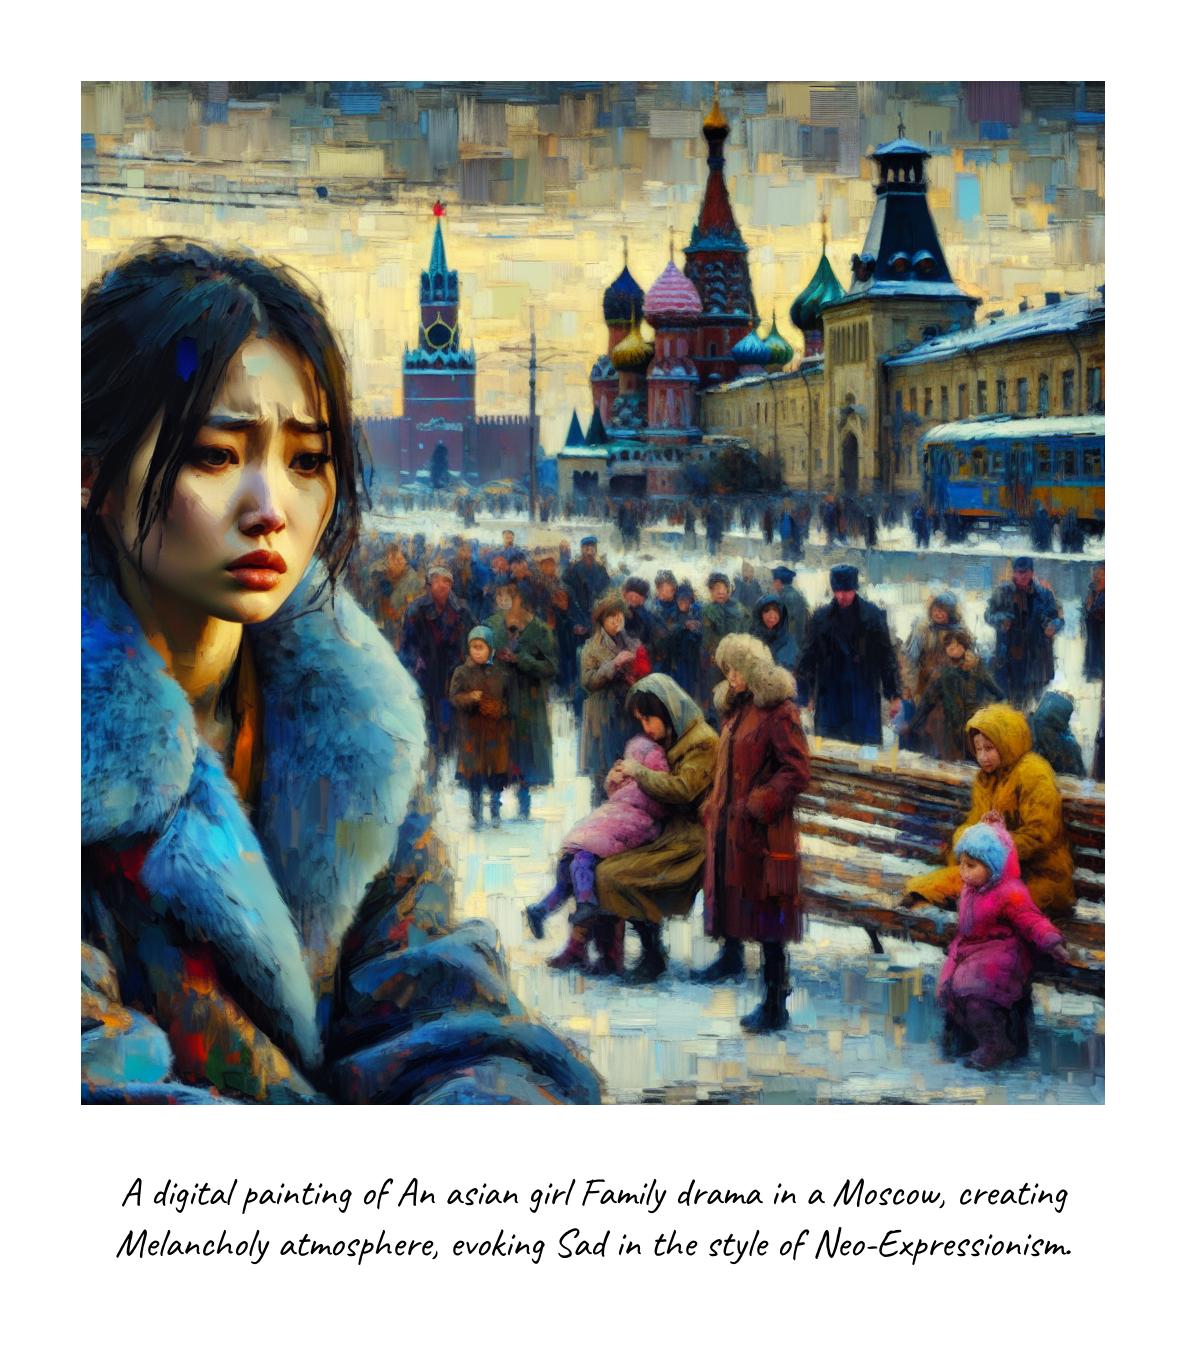 A digital painting of An asian girl Family drama in a Moscow, creating
Melancholy atmosphere, evoking Sad in the style of Neo-Expressionism.